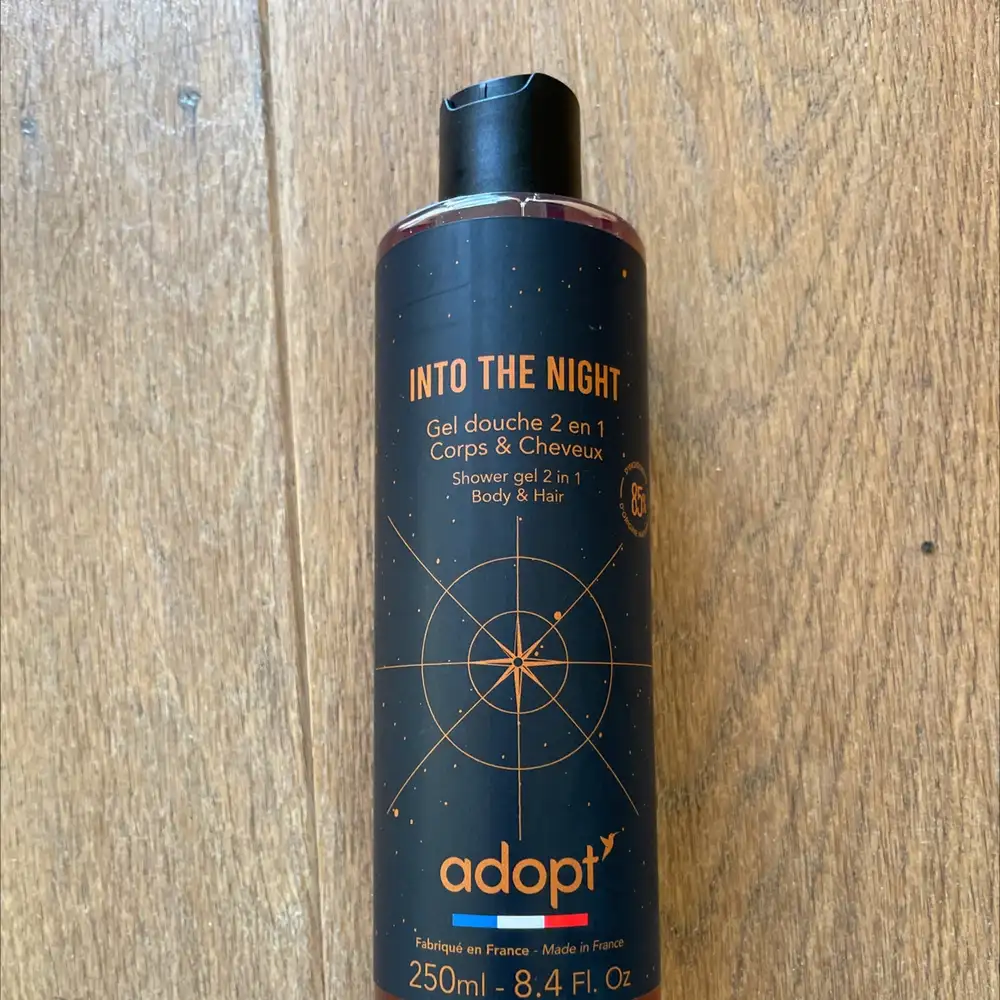 INTO THE NIGHT
Gel douche 2 en 1
Corps & Cheveux
Shower gel 2 in 1
Body & Hair
85%
adopt'
Fabriqué en France - Made in France
250ml - 8.4 Fl. Oz